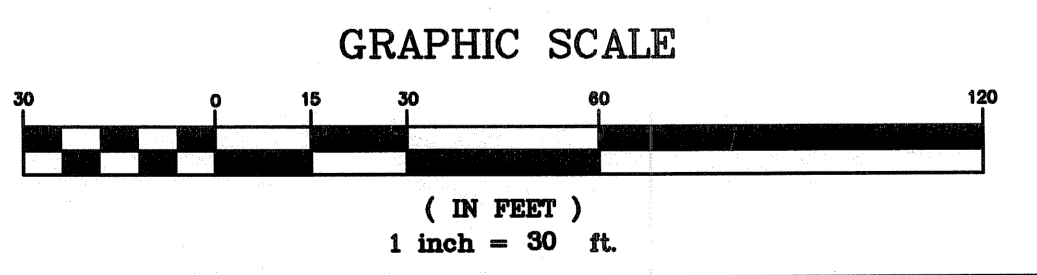 GRAPHIC SCALE
30 0 15 30 60 120
( IN FEET )
1 inch = 30 ft.